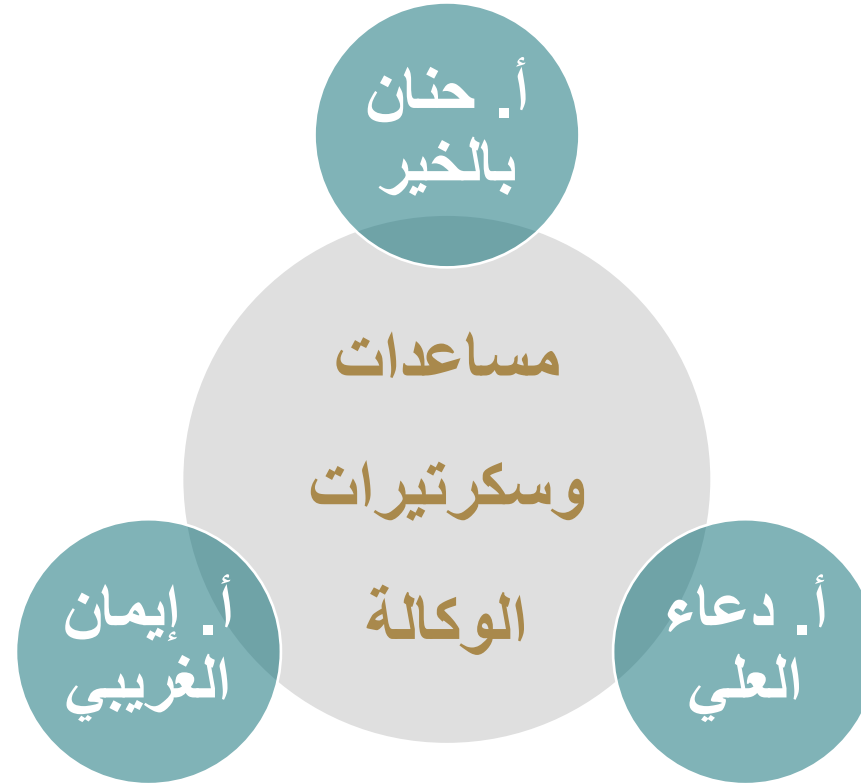 أ. حنان
بالخير
مساعدات
وسكرتيرات
الوكالة
أ. دعاء
العلي
أ. إيمان
الغريبي